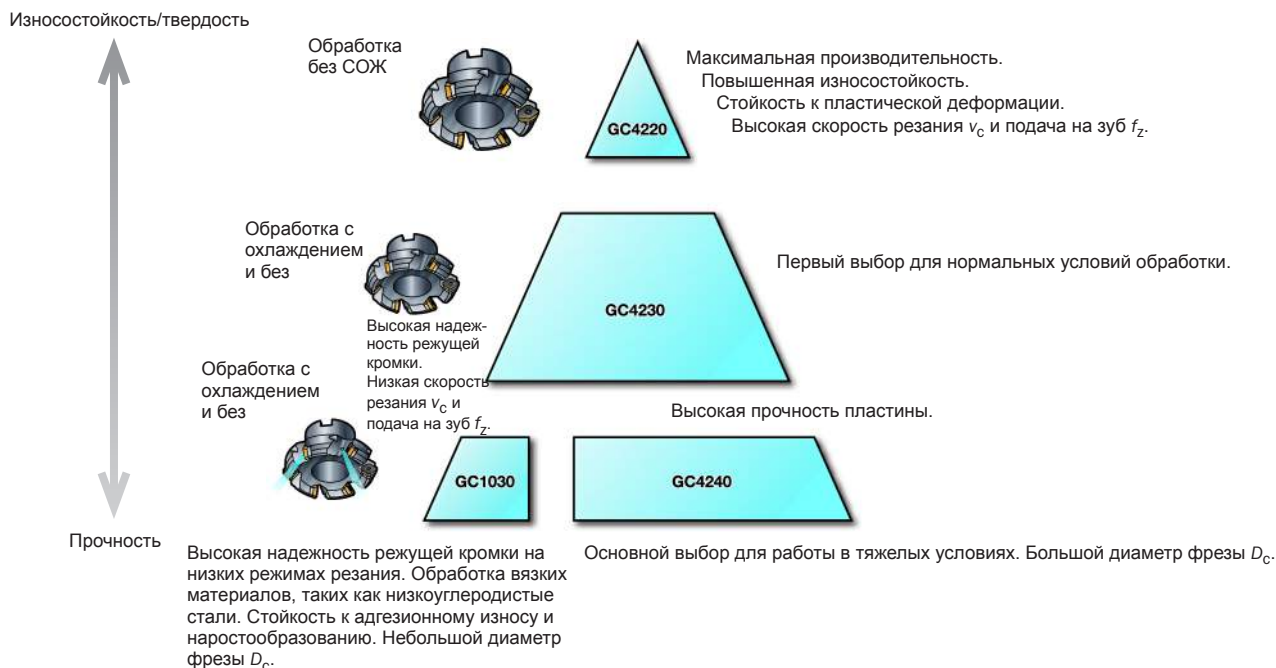 Износостойкость/твердость
Обработка
без СОЖ
GC4220
Максимальная производительность.
Повышенная износостойкость.
Стойкость к пластической деформации.
Высокая скорость резания vc и подача на зуб fz.
Обработка с
охлаждением
и без
GC4230
Первый выбор для нормальных условий обработки.
Высокая надеж-
ность режущей
кромки.
Низкая скорость
резания vc и
подача на зуб fz.
Обработка с
охлаждением
и без
Высокая прочность пластины.
GC1030
GC4240
Прочность
Высокая надежность режущей кромки на
низких режимах резания. Обработка вязких
материалов, таких как низкоуглеродистые
стали. Стойкость к адгезионному износу и
наростообразованию. Небольшой диаметр
фрезы Dc.
Основной выбор для работы в тяжелых условиях. Большой диаметр фрезы Dc.